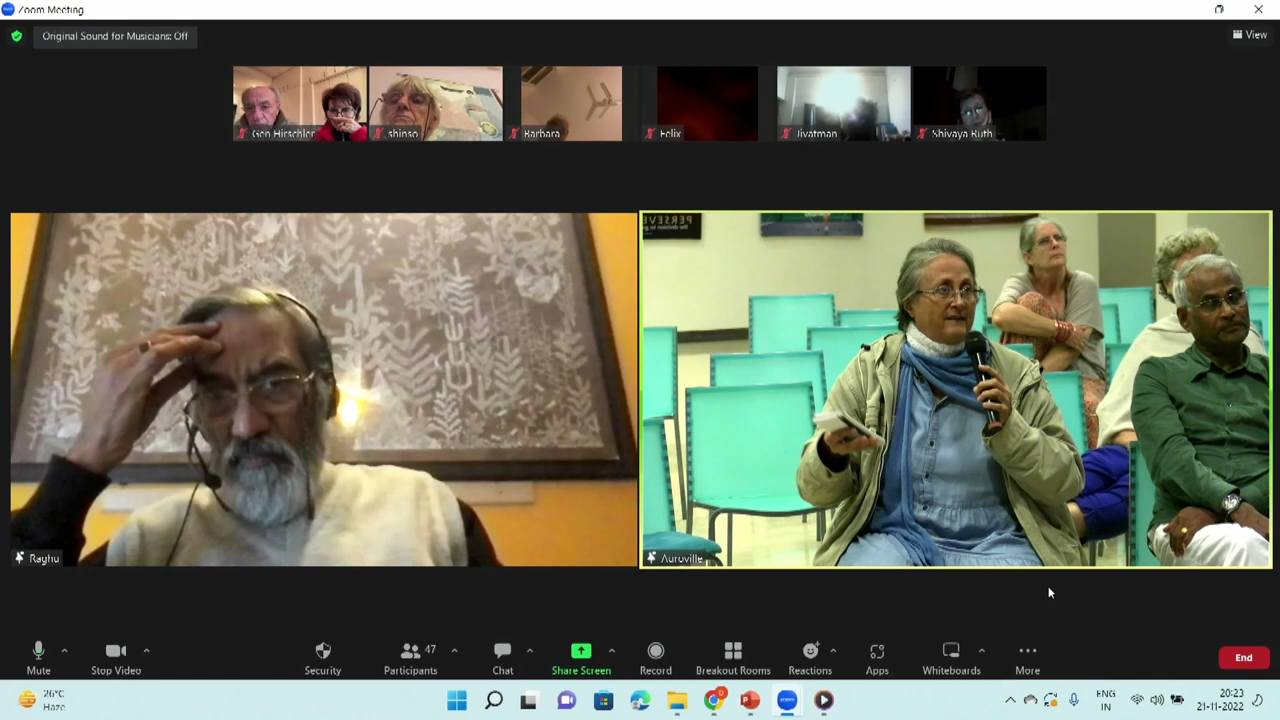 Zoom Meeting
Original Sound for Musicians: Off
View
Gen Hirschler
shinso
Barbara
Felix
Jivatman
Shivaya Ruth
PERSEVE
Raghu
Auroville
47
Mute
Stop Video
Security
Participants
Chat
Share Screen
Record
Breakout Rooms
Reactions
Apps
Whiteboards
More
End
26°C
Haze
zoom
D
ENG
IN
20:23
21-11-2022